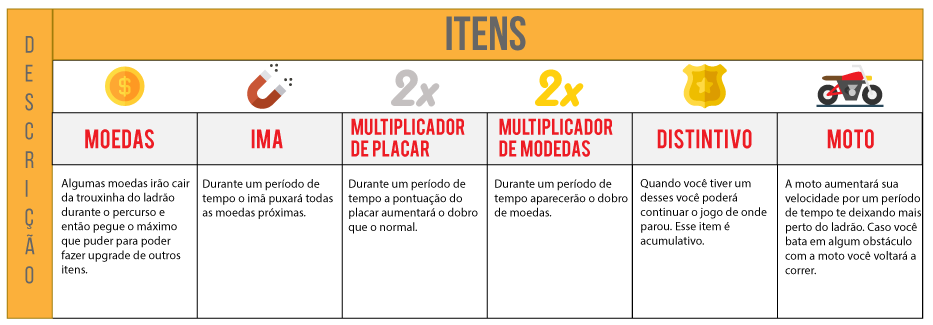 ITENS
DESCRIÇÃO
$
2x
2x
MOEDAS
IMA
MULTIPLICADOR
DE PLACAR
MULTIPLICADOR
DE MODEDAS
DISTINTIVO
MOTO
Algumas moedas irão cair
da trouxinha do ladrão
durante o percurso e
então pegue o máximo
que puder para poder
fazer upgrade de outros
itens.
Durante um período de
tempo o imã puxará todas
as moedas próximas.
Durante um período de
tempo a pontuação do
placar aumentará o dobro
que o normal.
Durante um período de
tempo aparecerão o dobro
de moedas.
Quando você tiver um
desses você poderá
continuar o jogo de onde
parou. Esse item é
acumulativo.
A moto aumentará sua
velocidade por um período
de tempo te deixando mais
perto do ladrão. Caso você
bata em algum obstáculo
com a moto você voltará a
correr.